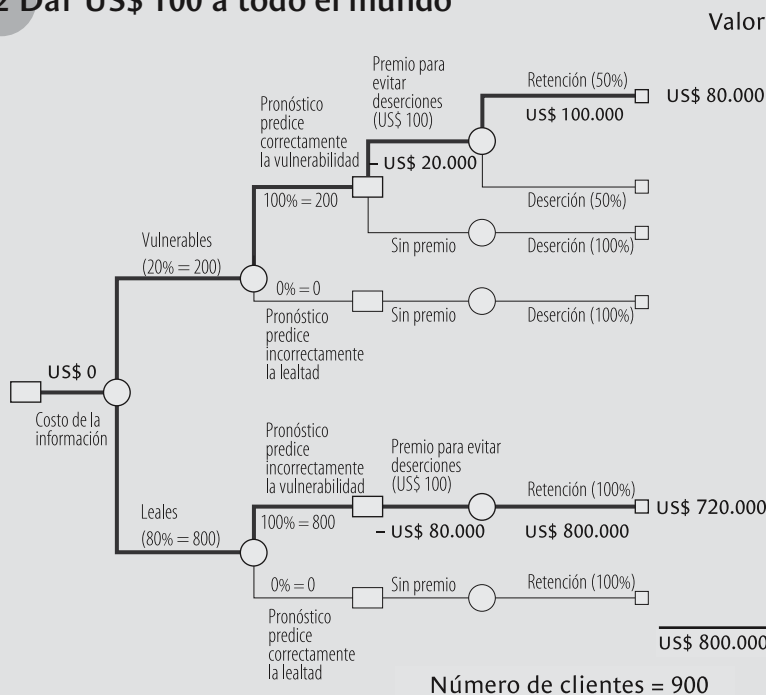 2 Dar US$ 100 a todo el mundo
Valor
Premio para
evitar
deserciones
(US$ 100)
Retención (50%)
US$ 80.000
US$ 100.000
Pronóstico
predice
correctamente
la vulnerabilidad
– US$ 20.000
100% = 200
Deserción (50%)
Sin premio
Deserción (100%)
Vulnerables
(20% = 200)
0% = 0
Sin premio
Deserción (100%)
Pronóstico
predice
incorrectamente
la lealtad
US$ 0
Costo de la
información
Pronóstico
predice
incorrectamente
la vulnerabilidad
Premio para evitar
deserciones
(US$ 100)
Retención (100%)
US$ 720.000
Leales
(80% = 800)
100% = 800
– US$ 80.000
US$ 800.000
0% = 0
Sin premio
Retención (100%)
Pronóstico
predice
correctamente
la lealtad
US$ 800.000
Número de clientes = 900